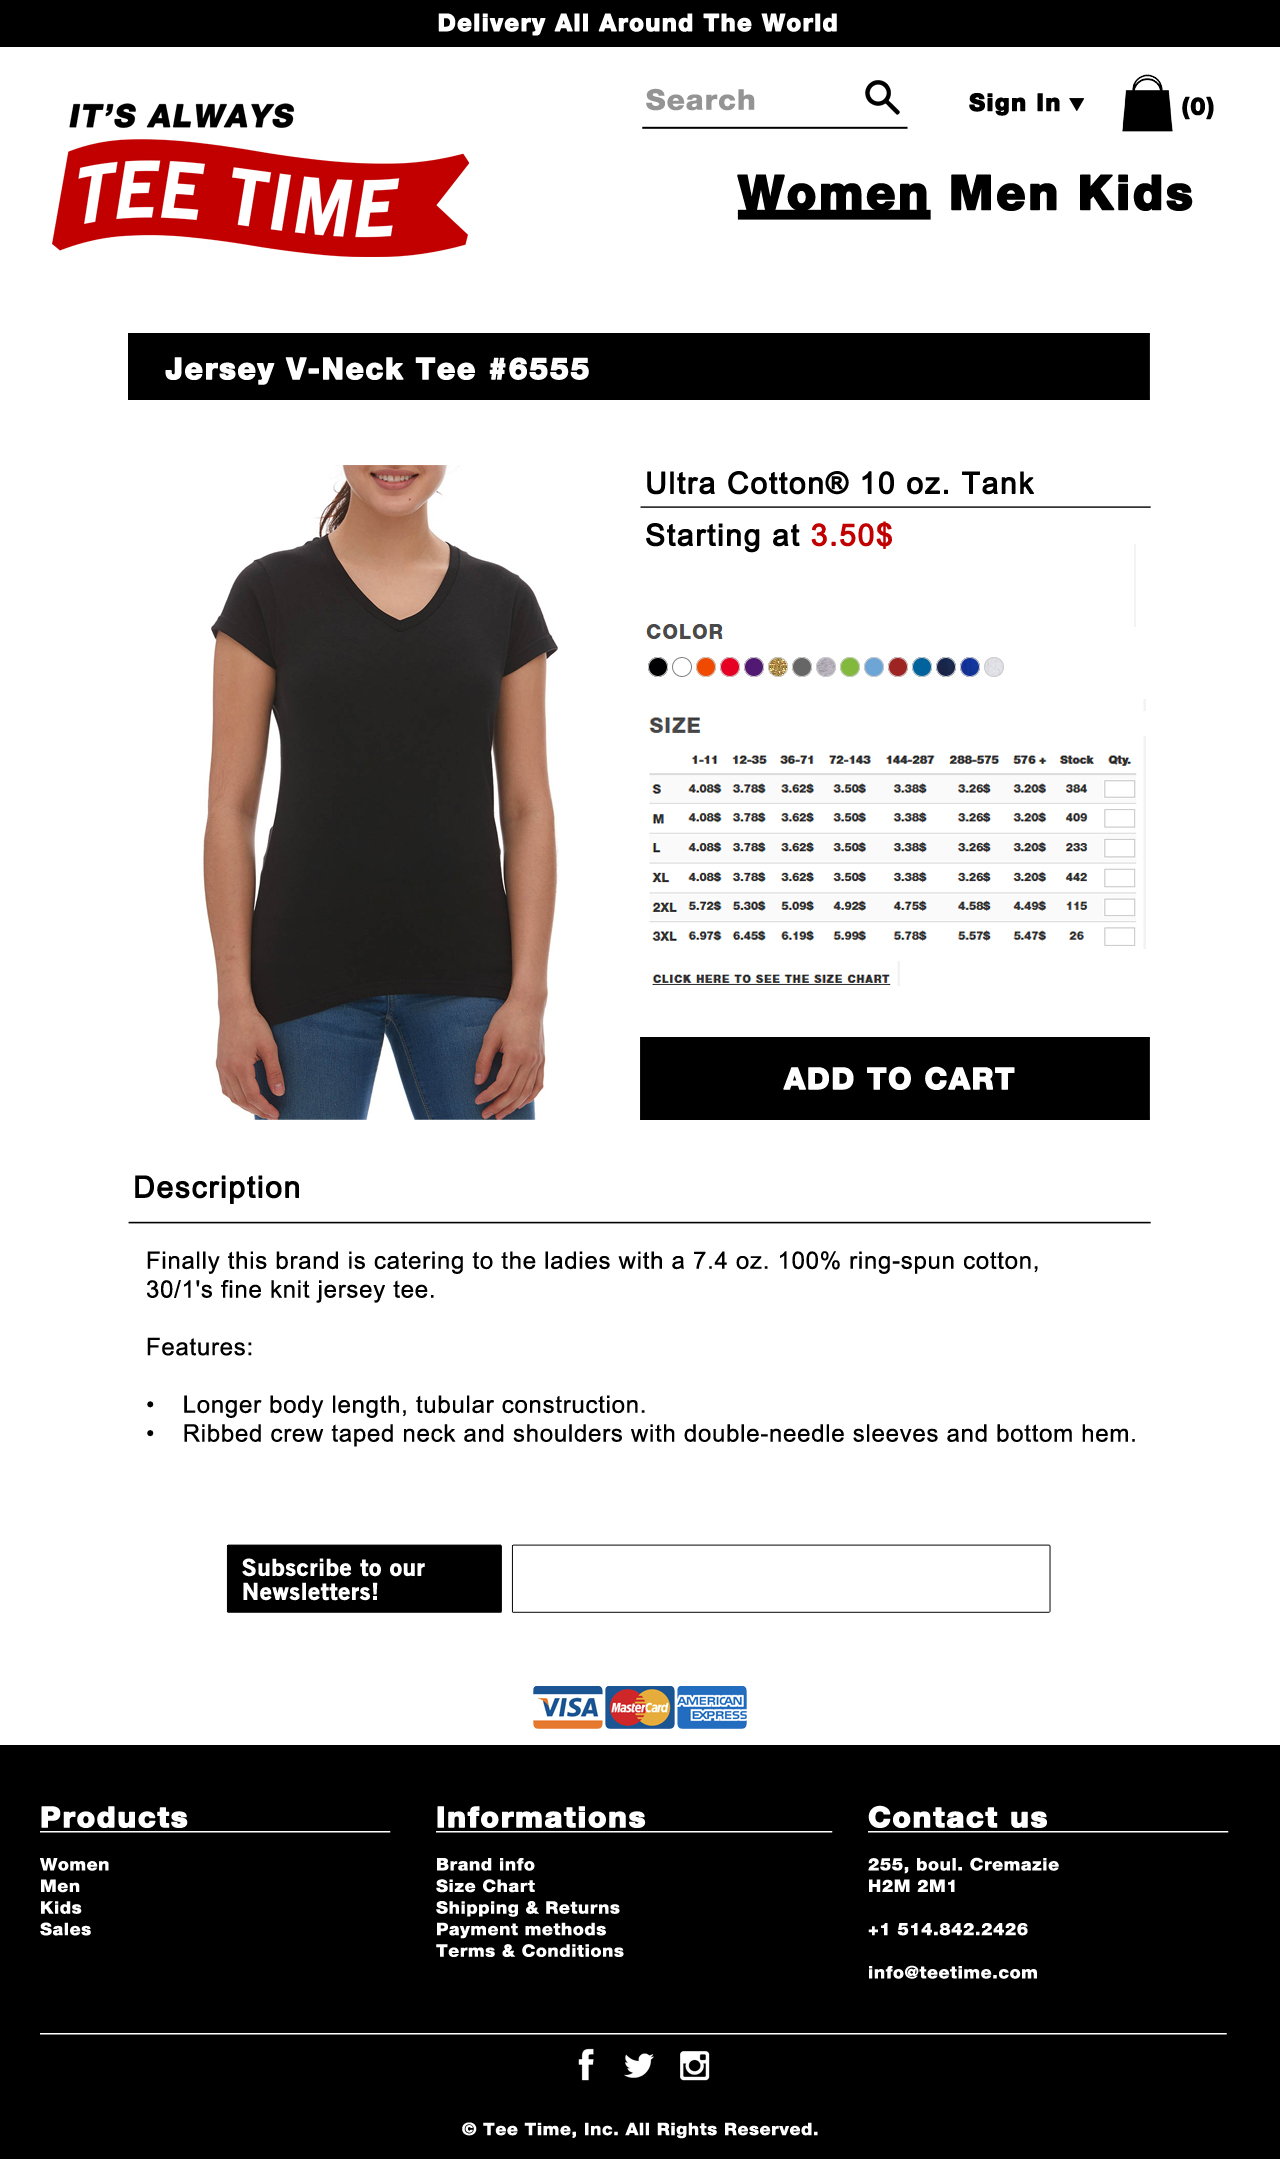 Delivery All Around The World
IT'S ALWAYS
TEE TIME
Search
Sign In ▼
(0)
Women Men Kids
Jersey V-Neck Tee #6555
Ultra Cotton® 10 oz. Tank
Starting at 3.50$
COLOR
SIZE
1-11 12-35 36-71 72-143 144-287 288-575 576 + Stock Qty.
S 4.08$ 3.78$ 3.62$ 3.50$ 3.38$ 3.26$ 3.20$ 384
M 4.08$ 3.78$ 3.62$ 3.50$ 3.38$ 3.26$ 3.20$ 409
L 4.08$ 3.78$ 3.62$ 3.50$ 3.38$ 3.26$ 3.20$ 233
XL 4.08$ 3.78$ 3.62$ 3.50$ 3.38$ 3.26$ 3.20$ 442
2XL 5.72$ 5.30$ 5.09$ 4.92$ 4.75$ 4.58$ 4.49$ 115
3XL 6.97$ 6.45$ 6.19$ 5.99$ 5.78$ 5.57$ 5.47$ 26
CLICK HERE TO SEE THE SIZE CHART
ADD TO CART
Description
Finally this brand is catering to the ladies with a 7.4 oz. 100% ring-spun cotton,
30/1's fine knit jersey tee.
Features:
• Longer body length, tubular construction.
• Ribbed crew taped neck and shoulders with double-needle sleeves and bottom hem.
Subscribe to our
Newsletters!
VISA MasterCard AMERICAN
EXPRESS
Products
Women
Men
Kids
Sales
Informations
Brand info
Size Chart
Shipping & Returns
Payment methods
Terms & Conditions
Contact us
255, boul. Cremazie
H2M 2M1
+1 514.842.2426
info@teetime.com
© Tee Time, Inc. All Rights Reserved.